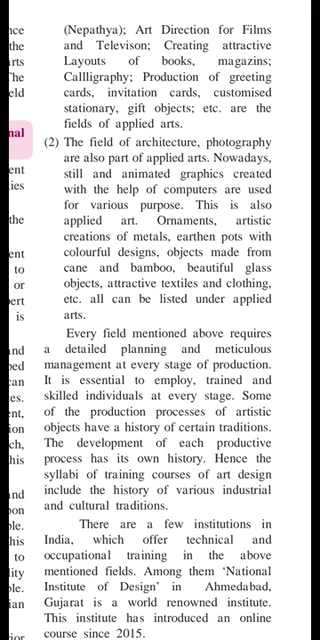 (Nepathya); Art Direction for Films
and Televison; Creating attractive
Layouts of books, magazins;
Callligraphy; Production of greeting
cards, invitation cards, customised
stationary, gift objects; etc. are the
fields of applied arts.
(2) The field of architecture, photography
are also part of applied arts. Nowadays,
still and animated graphics created
with the help of computers are used
for various purpose. This is also
applied art. Ornaments, artistic
creations of metals, earthen pots with
colourful designs, objects made from
cane and bamboo, beautiful glass
objects, attractive textiles and clothing,
etc. all can be listed under applied
arts.
Every field mentioned above requires
a detailed planning and meticulous
management at every stage of production.
It is essential to employ, trained and
skilled individuals at every stage. Some
of the production processes of artistic
objects have a history of certain traditions.
The development of each productive
process has its own history. Hence the
syllabi of training courses of art design
include the history of various industrial
and cultural traditions.
There are a few institutions in
India, which offer technical and
occupational training in the above
mentioned fields. Among them ‘National
Institute of Design’ in Ahmedabad,
Gujarat is a world renowned institute.
This institute has introduced an online
course since 2015.